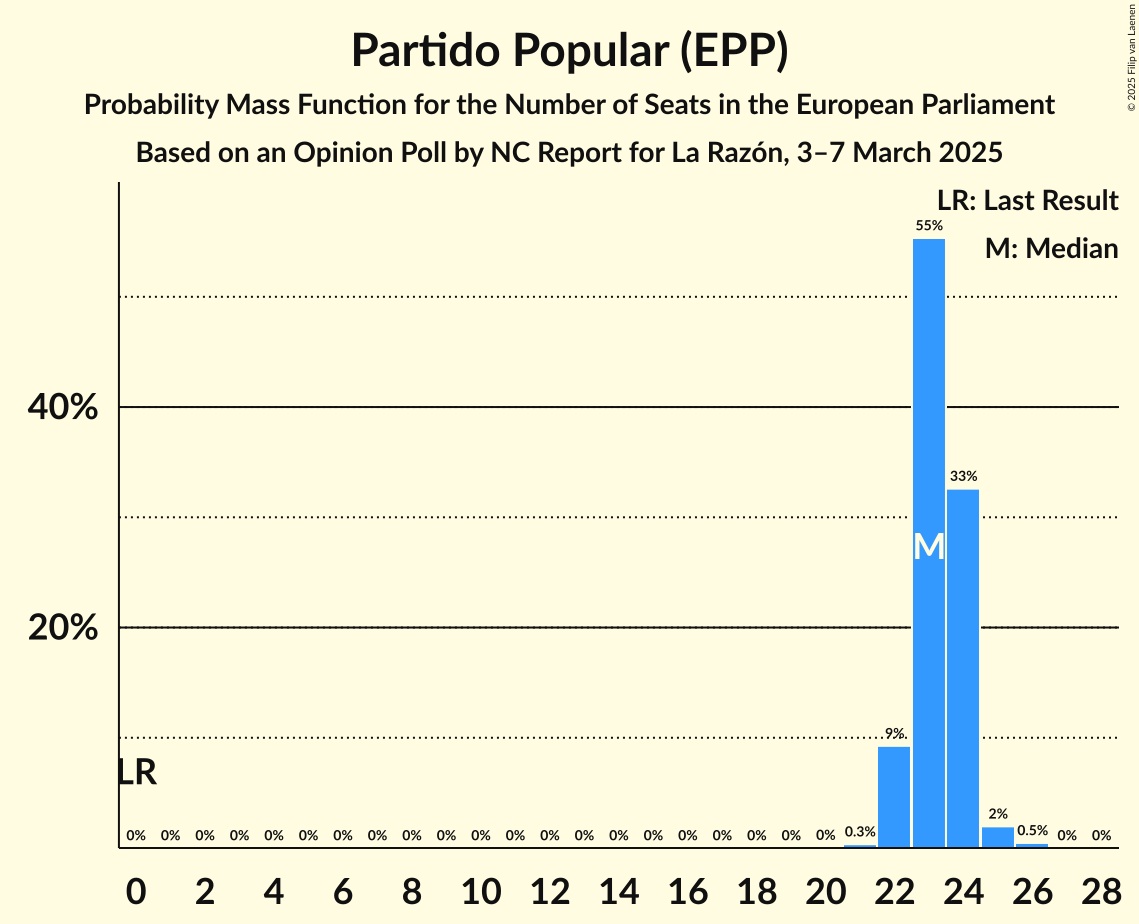 Partido Popular (EPP)
Probability Mass Function for the Number of Seats in the European Parliament
Based on an Opinion Poll by NC Report for La Razón, 3–7 March 2025
© 2025 Filip van Laenen
LR: Last Result
M: Median
55%
40%
33%
M
20%
9%
LR
0% 0% 0% 0% 0% 0% 0% 0% 0% 0% 0% 0% 0% 0% 0% 0% 0% 0% 0% 0% 0% 0.3% 2% 0.5% 0% 0%
0 2 4 6 8 10 12 14 16 18 20 22 24 26 28